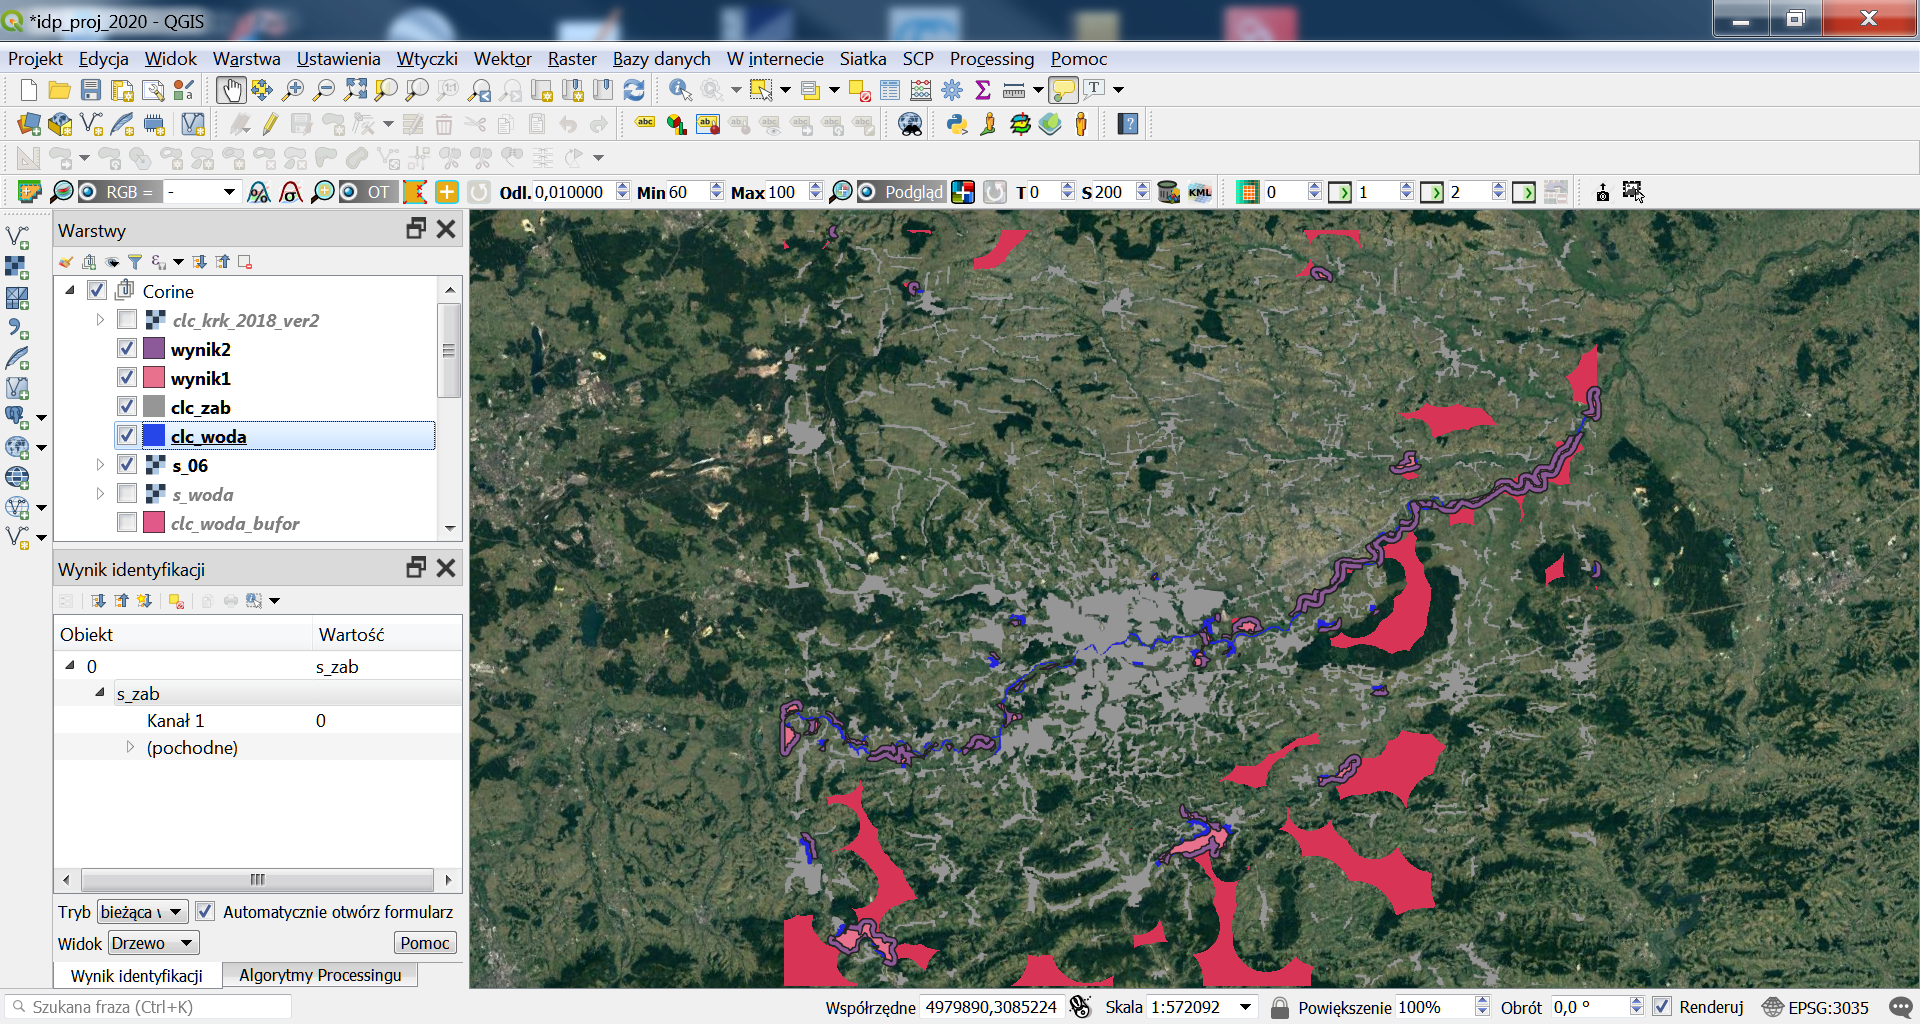 *idp_proj_2020 - QGIS
Projekt Edycja Widok Warstwa Ustawienia Wtyczki Wektor Raster Bazy danych W internecie Siatka SCP Processing Pomoc
RGB = - OT Odl. 0,010000 Min 60 Max 100 Podgląd T 0 S 200 KML 0 1 2
Warstwy
Corine
clc_krk_2018_ver2
wynik2
wynik1
clc_zab
clc_woda
s_06
s_woda
clc_woda_bufor
Wynik identyfikacji
Obiekt Wartość
0 s_zab
s_zab
Kanał 1 0
(pochodne)
Tryb bieżąca Automatycznie otwórz formularz
Widok Drzewo Pomoc
Wynik identyfikacji Algorytmy Processingu
Szukana fraza (Ctrl+K) Współrzędne 4979890,3085224 Skala 1:572092 Powiększenie 100% Obrót 0,0 ° Renderuj EPSG:3035